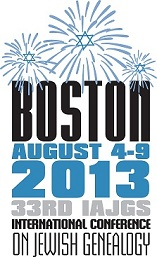 BOSTON
AUGUST 4-9
2013
33RD IAJGS
INTERNATIONAL CONFERENCE
ON JEWISH GENEALOGY